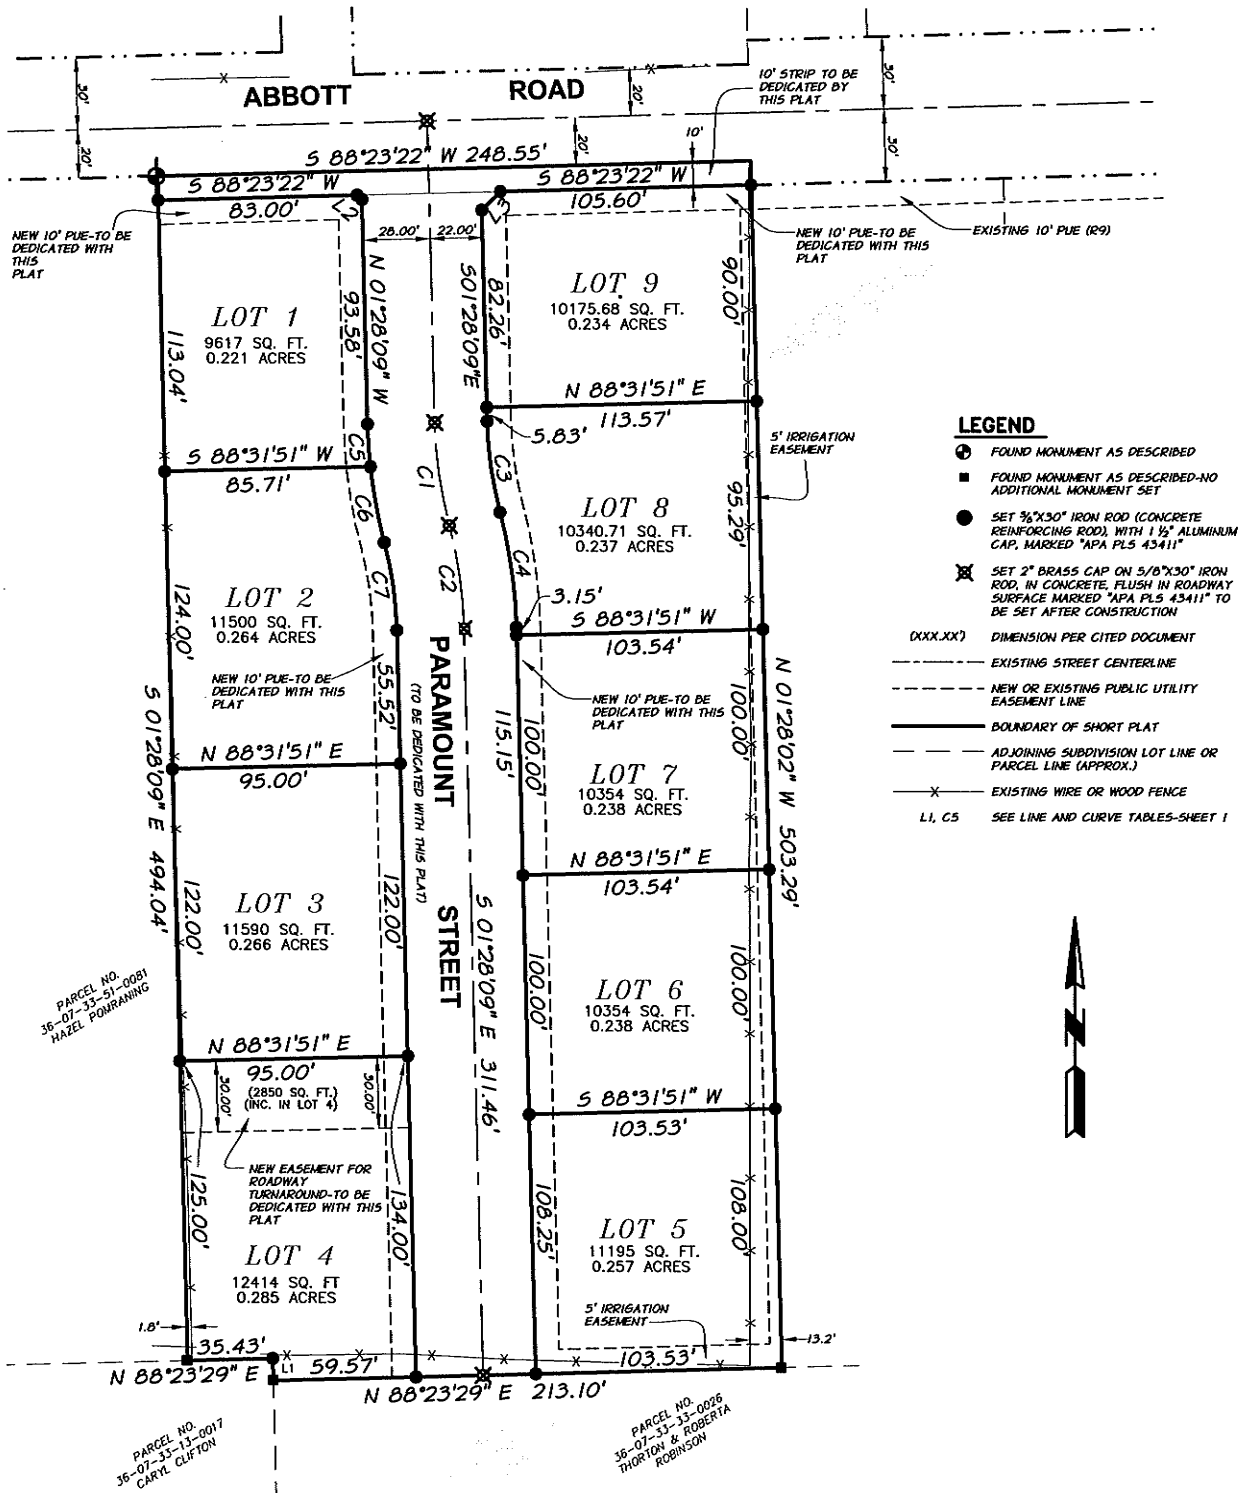 ABBOTT ROAD
30'
20'
20'
20'
10'
30'
30'
10' STRIP TO BE
DEDICATED BY
THIS PLAT
S 88°23'22" W 248.55'
S 88°23'22" W
83.00'
L2
S 88°23'22" W
105.60'
L3
NEW 10' PUE-TO BE
DEDICATED WITH
THIS
PLAT
28.00'
22.00'
NEW 10' PUE-TO BE
DEDICATED WITH THIS
PLAT
EXISTING 10' PUE (R9)
LOT 1
9617 SQ. FT.
0.221 ACRES
113.04'
93.58'
N 01°28'09" W
S01°28'09"E
82.26'
LOT 9
10175.68 SQ. FT.
0.234 ACRES
90.00'
N 88°31'51" E
113.57'
5.83'
C5
C1
C3
S 88°31'51" W
85.71'
5' IRRIGATION
EASEMENT
C6
C7
C2
C4
LOT 8
10340.71 SQ. FT.
0.237 ACRES
95.29'
LOT 2
11500 SQ. FT.
0.264 ACRES
124.00'
3.15'
S 88°31'51" W
103.54'
NEW 10' PUE-TO BE
DEDICATED WITH THIS
PLAT
55.52'
PARAMOUNT STREET
(TO BE DEDICATED WITH THIS PLAT)
NEW 10' PUE-TO BE
DEDICATED WITH THIS
PLAT
S 01°28'09" E 494.04'
N 88°31'51" E
95.00'
115.15'
100.00'
LOT 7
10354 SQ. FT.
0.238 ACRES
100.00'
N 01°28'02" W 503.29'
N 88°31'51" E
103.54'
LOT 3
11590 SQ. FT.
0.266 ACRES
122.00'
122.00'
S 01°28'09" E 311.46'
LOT 6
10354 SQ. FT.
0.238 ACRES
100.00'
100.00'
PARCEL NO.
36-07-33-51-0081
HAZEL POMRANING
N 88°31'51" E
95.00'
(2850 SQ. FT.)
(INC. IN LOT 4)
30.00'
30.00'
S 88°31'51" W
103.53'
NEW EASEMENT FOR
ROADWAY
TURNAROUND-TO BE
DEDICATED WITH THIS
PLAT
125.00'
134.00'
108.25'
108.00'
LOT 4
12414 SQ. FT
0.285 ACRES
LOT 5
11195 SQ. FT.
0.257 ACRES
5' IRRIGATION
EASEMENT
1.8'
13.2'
35.43'
L1
59.57'
103.53'
N 88°23'29" E
N 88°23'29" E 213.10'
PARCEL NO.
36-07-33-13-0017
CARYL CLIFTON
PARCEL NO.
36-07-33-33-0026
THORTON & ROBERTA
ROBINSON
LEGEND
FOUND MONUMENT AS DESCRIBED
FOUND MONUMENT AS DESCRIBED-NO
ADDITIONAL MONUMENT SET
SET ⅝"X30" IRON ROD (CONCRETE
REINFORCING ROD), WITH 1 ½" ALUMINUM
CAP, MARKED "APA PLS 43411"
SET 2" BRASS CAP ON 5/8"X30" IRON
ROD, IN CONCRETE, FLUSH IN ROADWAY
SURFACE MARKED "APA PLS 43411" TO
BE SET AFTER CONSTRUCTION
(XXX.XX') DIMENSION PER CITED DOCUMENT
EXISTING STREET CENTERLINE
NEW OR EXISTING PUBLIC UTILITY
EASEMENT LINE
BOUNDARY OF SHORT PLAT
ADJOINING SUBDIVISION LOT LINE OR
PARCEL LINE (APPROX.)
EXISTING WIRE OR WOOD FENCE
L1, C5 SEE LINE AND CURVE TABLES-SHEET 1
N